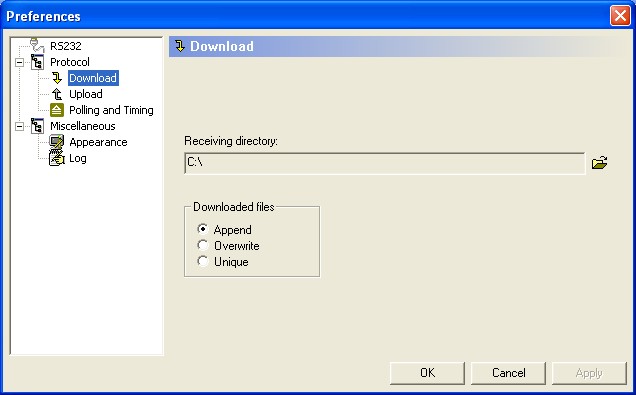 Preferences
RS232
Protocol
Download
Upload
Polling and Timing
Miscellaneous
Appearance
Log
Download
Receiving directory:
C:\
Downloaded files
Append
Overwrite
Unique
OK
Cancel
Apply